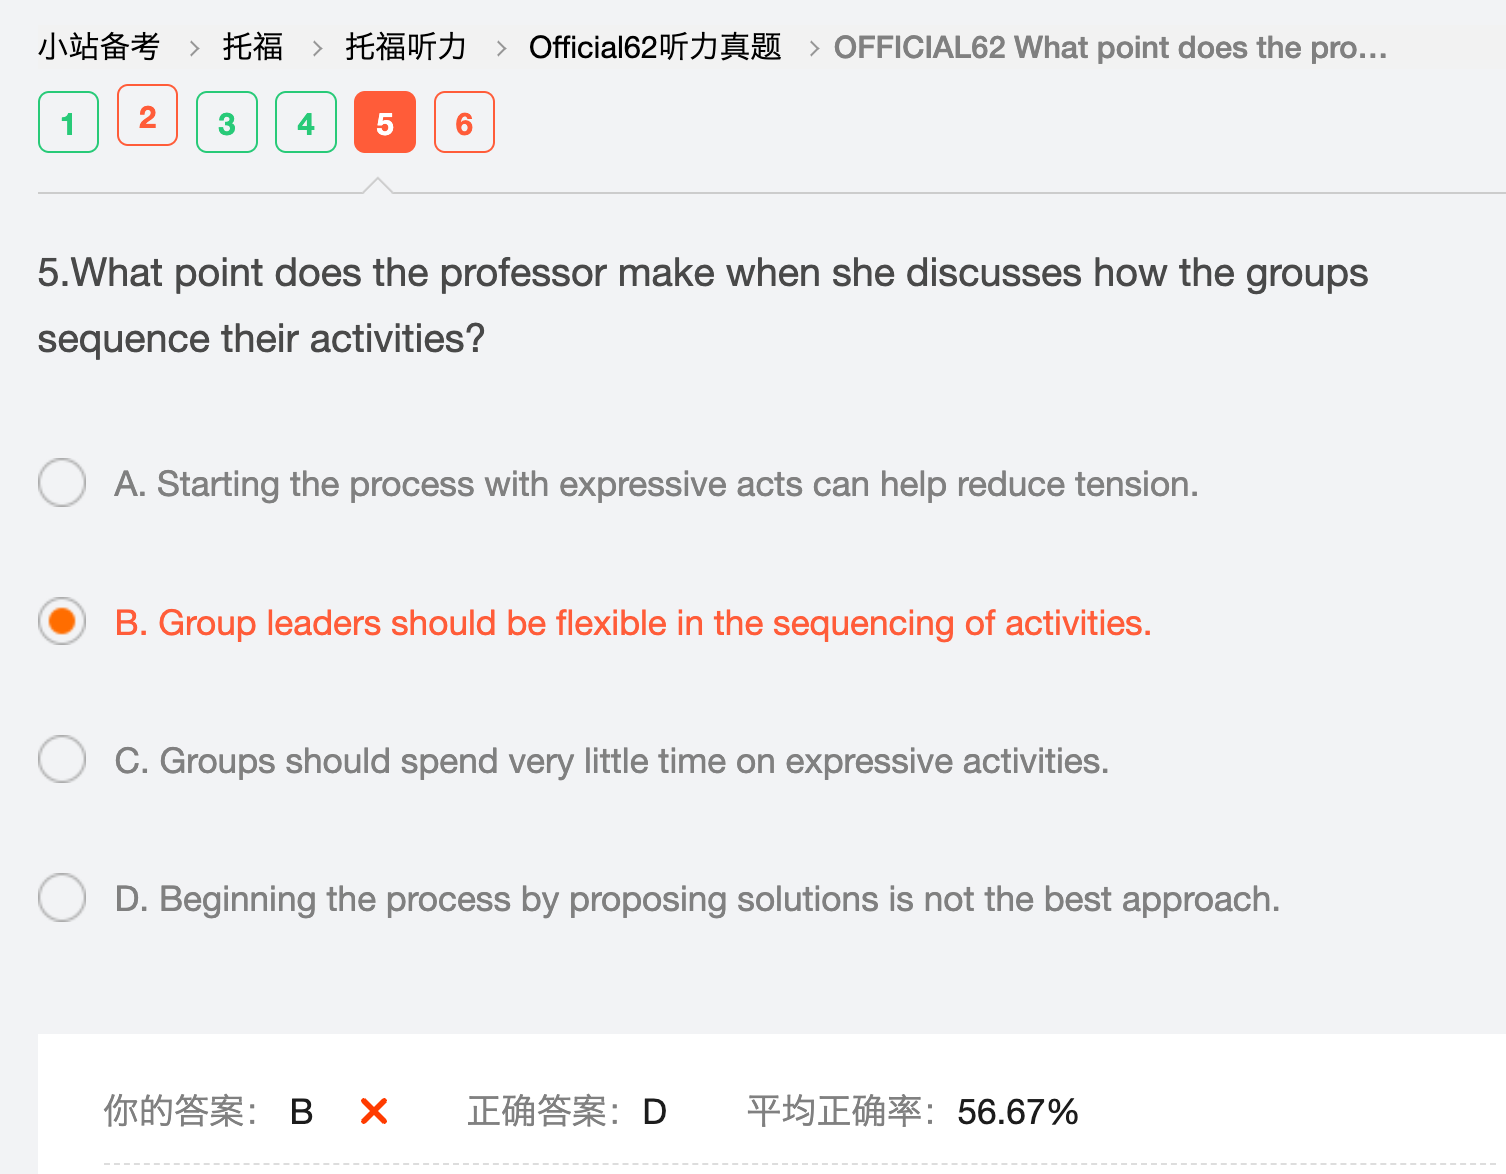 小站备考 > 托福 > 托福听力 > Official62听力真题 > OFFICIAL62 What point does the pro...
1 2 3 4 5 6
5.What point does the professor make when she discusses how the groups
sequence their activities?
A. Starting the process with expressive acts can help reduce tension.
B. Group leaders should be flexible in the sequencing of activities.
C. Groups should spend very little time on expressive activities.
D. Beginning the process by proposing solutions is not the best approach.
你的答案： B ✕ 正确答案： D 平均正确率： 56.67%